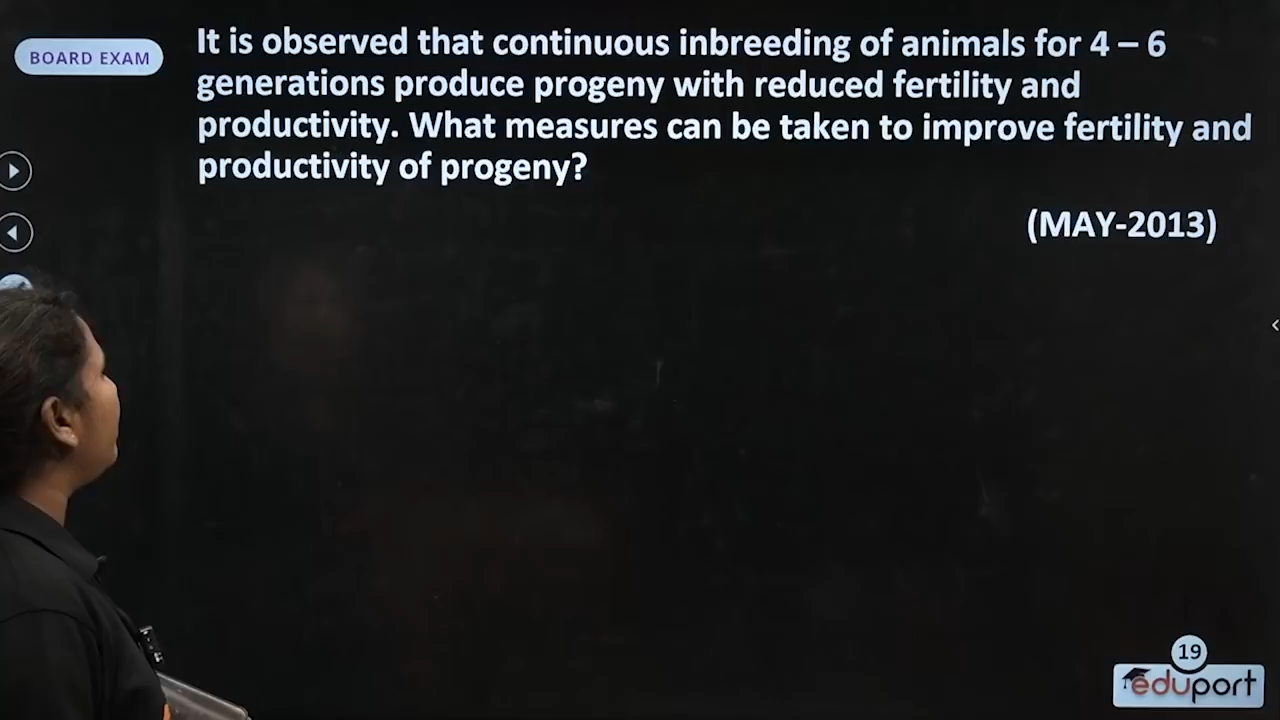 BOARD EXAM
It is observed that continuous inbreeding of animals for 4 – 6
generations produce progeny with reduced fertility and
productivity. What measures can be taken to improve fertility and
productivity of progeny?
(MAY-2013)
19
eduport